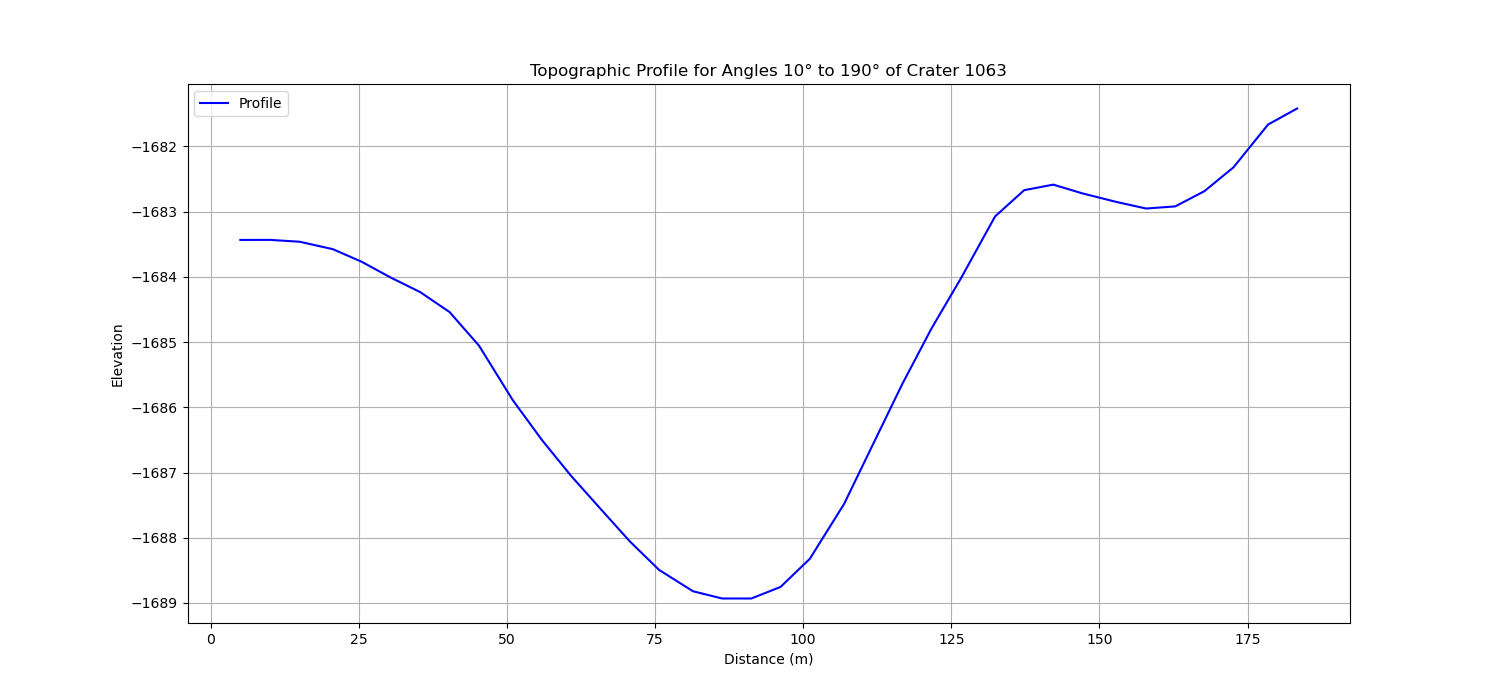 Topographic Profile for Angles 10° to 190° of Crater 1063
Profile
−1682
−1683
−1684
−1685
−1686
−1687
−1688
−1689
Elevation
0 25 50 75 100 125 150 175
Distance (m)